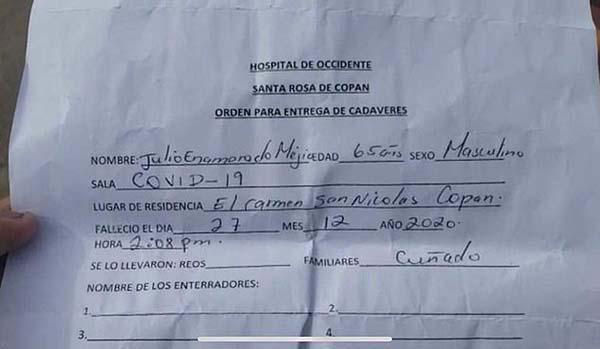 HOSPITAL DE OCCIDENTE
SANTA ROSA DE COPAN
ORDEN PARA ENTREGA DE CADAVERES
NOMBRE: Julio Enamorado Mejia EDAD 65 años SEXO Masculino
SALA COVID-19
LUGAR DE RESIDENCIA El Carmen San Nicolas Copan.
FALLECIO EL DIA 27 MES 12 AÑO 2020.
HORA 2:08 pm.
SE LO LLEVARON: REOS FAMILIARES Cuñado
NOMBRE DE LOS ENTERRADORES:
1. 2.
3. 4.